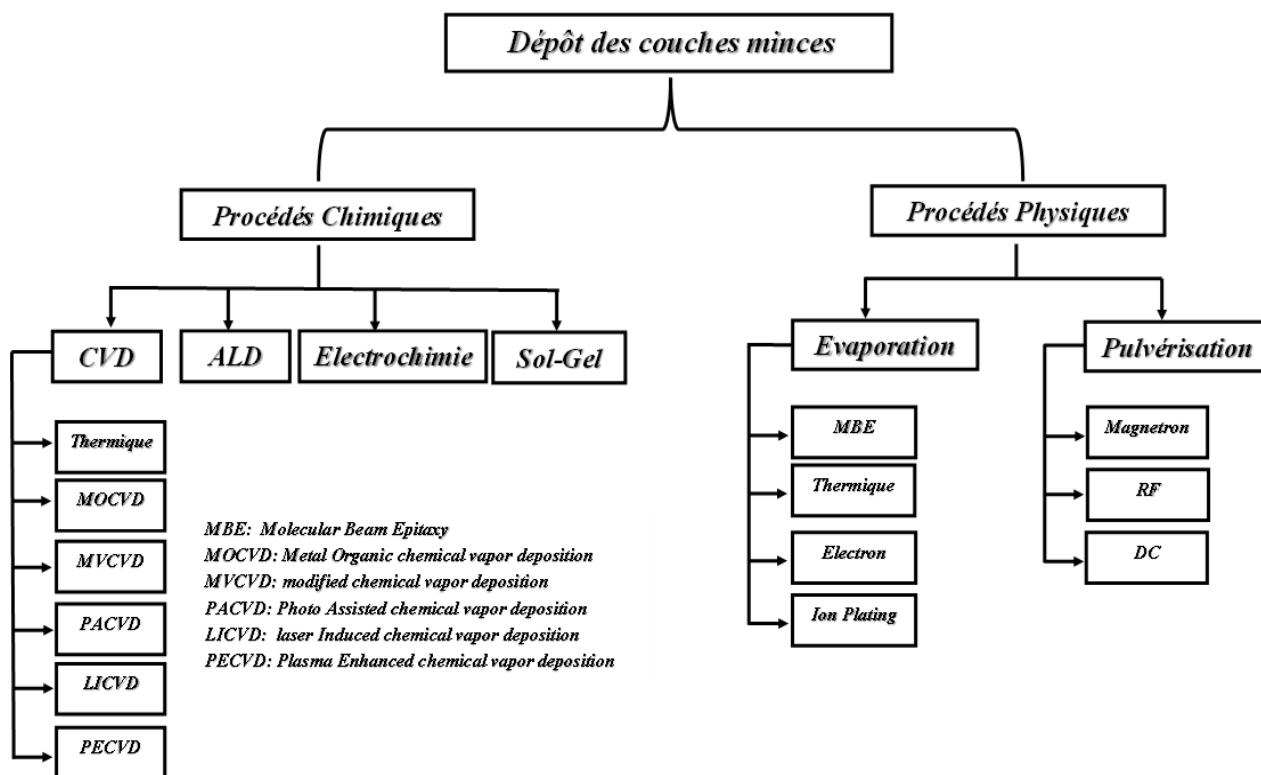 Dépôt des couches minces
Procédés Chimiques
Procédés Physiques
CVD
ALD
Electrochimie
Sol-Gel
Evaporation
Pulvérisation
Thermique
MOCVD
MVCVD
PACVD
LICVD
PECVD
MBE: Molecular Beam Epitaxy
MOCVD: Metal Organic chemical vapor deposition
MVCVD: modified chemical vapor deposition
PACVD: Photo Assisted chemical vapor deposition
LICVD: laser Induced chemical vapor deposition
PECVD: Plasma Enhanced chemical vapor deposition
MBE
Thermique
Electron
Ion Plating
Magnetron
RF
DC